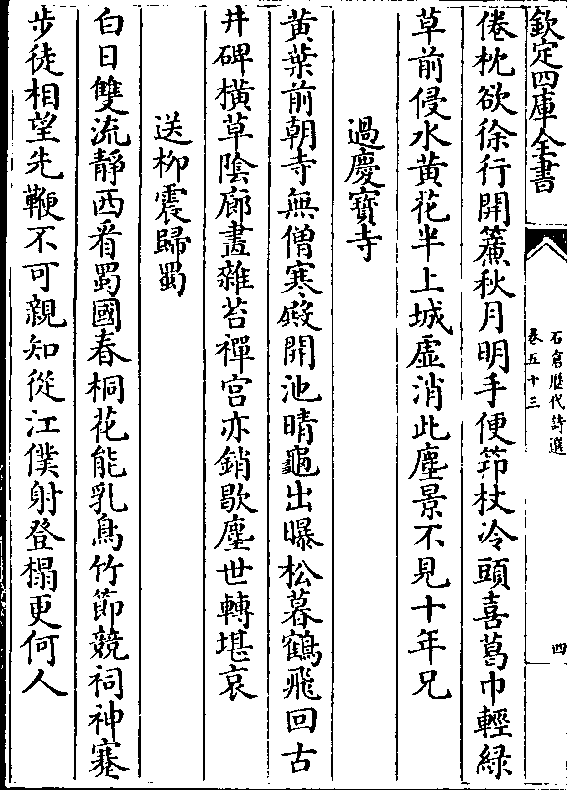 欽定四庫全書
石倉歷代詩選
卷五十三
四
倦枕欲徐行開簾秋月明手便筇杖冷頭喜葛巾輕綠
草前侵水黃花半上城虛消此塵景不見十年兄
過慶寶寺
黃葉前朝寺無僧寒殿開池晴龜出曝松暮鶴飛回古
井碑橫草陰廊畫雜苔禪宮亦銷歇塵世轉堪哀
送柳震歸蜀
白日雙流靜西看蜀國春桐花能乳鳥竹節競祠神蹇
步徒相望先鞭不可親知從江僕射登榻更何人